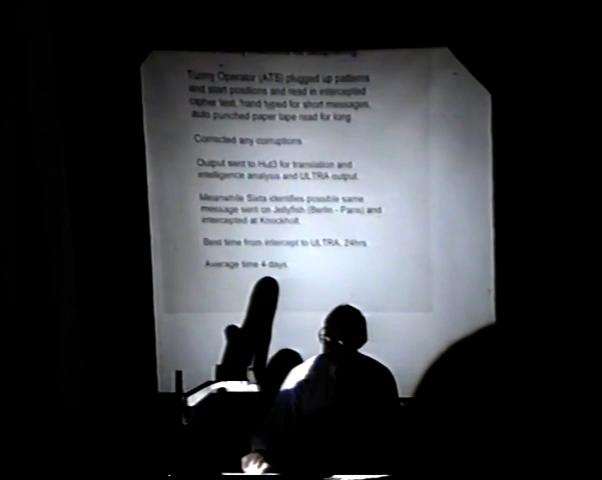 Tunny Operator (ATS) plugged up patterns
and start positions and read in intercepted
cipher text, hand typed for short messages,
auto punched paper tape read for long.
Corrected any corruptions
Output sent to Hut3 for translation and
intelligence analysis and ULTRA output.
Meanwhile Sixta identifies possible same
message sent on Jellyfish (Berlin - Paris) and
intercepted at Knockholt.
Best time from intercept to ULTRA, 24hrs
Average time 4 days.